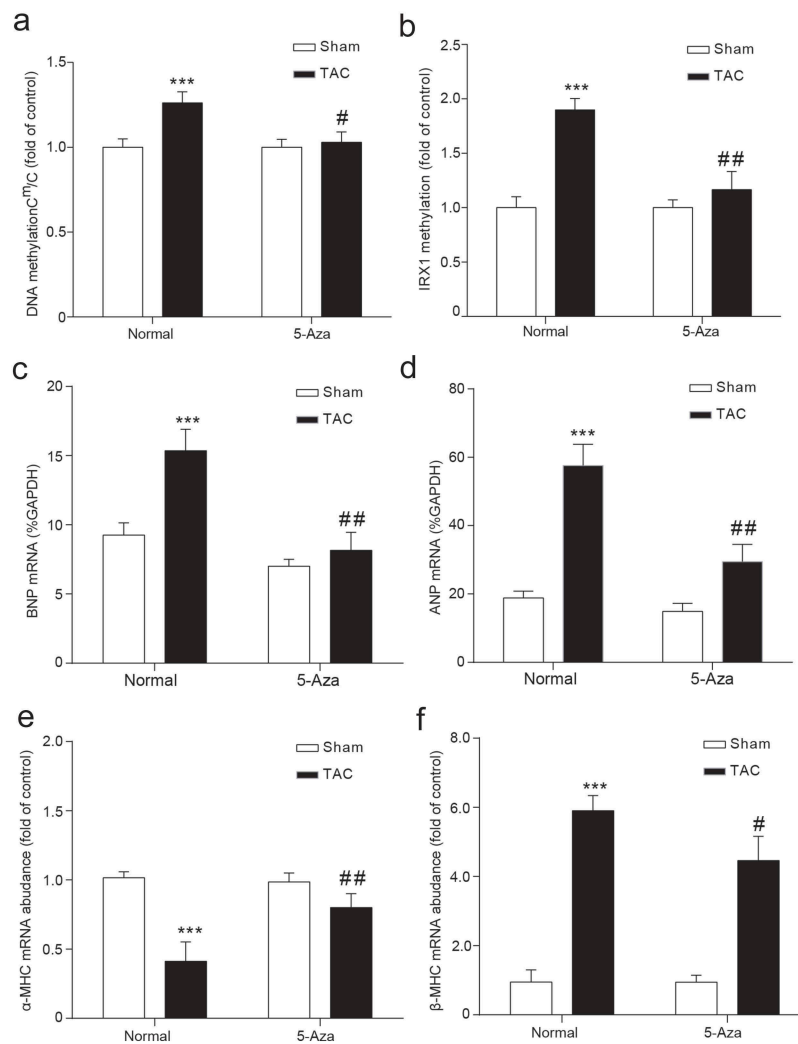 a
Sham
TAC
DNA methylationCᵐ/C (fold of control)
1.5
1.0
0.5
0
***
#
Normal
5-Aza
b
Sham
TAC
IRX1 methylation (fold of control)
2.5
2.0
1.5
1.0
0.5
0
***
##
Normal
5-Aza
c
Sham
TAC
BNP mRNA (%GAPDH)
20
15
10
5
0
***
##
Normal
5-Aza
d
Sham
TAC
ANP mRNA (%GAPDH)
80
60
40
20
0
***
##
Normal
5-Aza
e
Sham
TAC
α-MHC mRNA abudance (fold of control)
2.0
1.5
1.0
0.5
0
***
##
Normal
5-Aza
f
Sham
TAC
β-MHC mRNA abudance (fold of control)
8.0
6.0
4.0
2.0
0
***
#
Normal
5-Aza